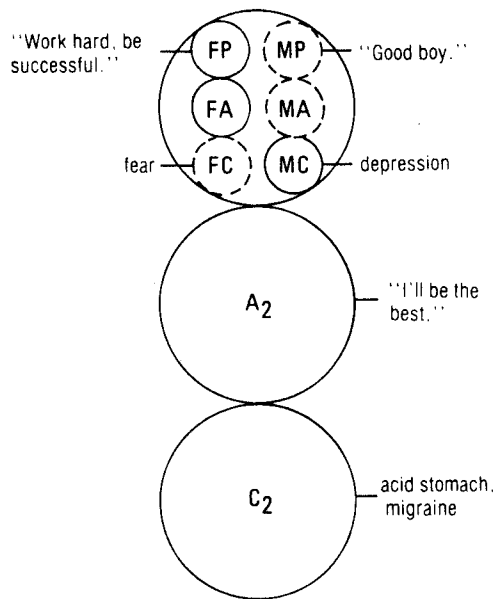 "Work hard, be
successful."
FP
MP
"Good boy."
FA
MA
fear
FC
MC
depression
A2
"I'll be the
best."
C2
acid stomach,
migraine